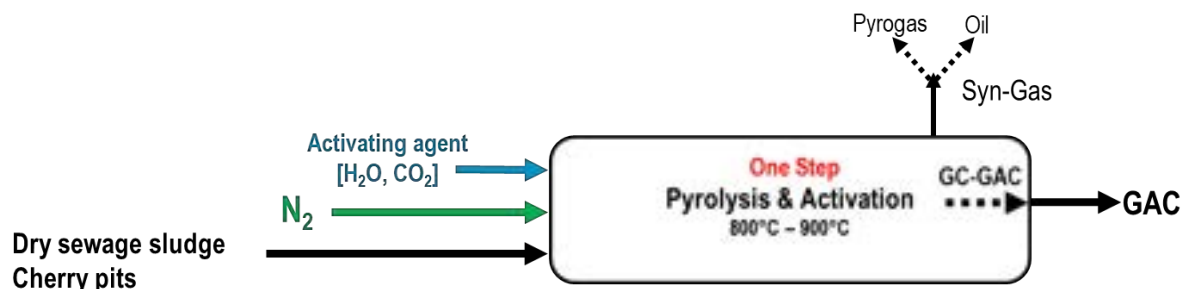 Pyrogas
Oil
Syn-Gas
Activating agent
[H₂O, CO₂]
One Step
Pyrolysis & Activation
800°C – 900°C
GC-GAC
GAC
N₂
Dry sewage sludge
Cherry pits